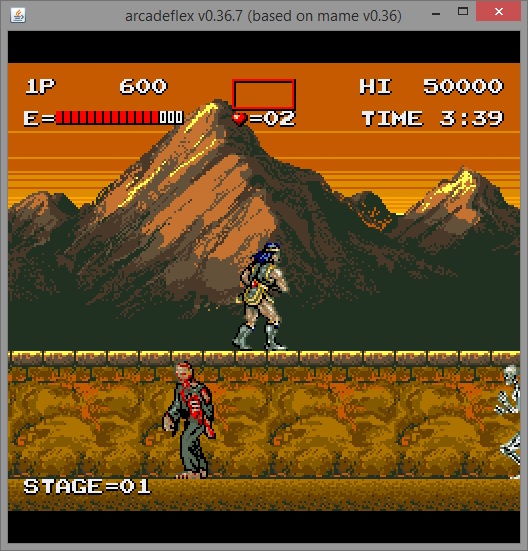 arcadeflex v0.36.7 (based on mame v0.36)
1P 600 HI 50000
E= =02 TIME 3:39
STAGE=01